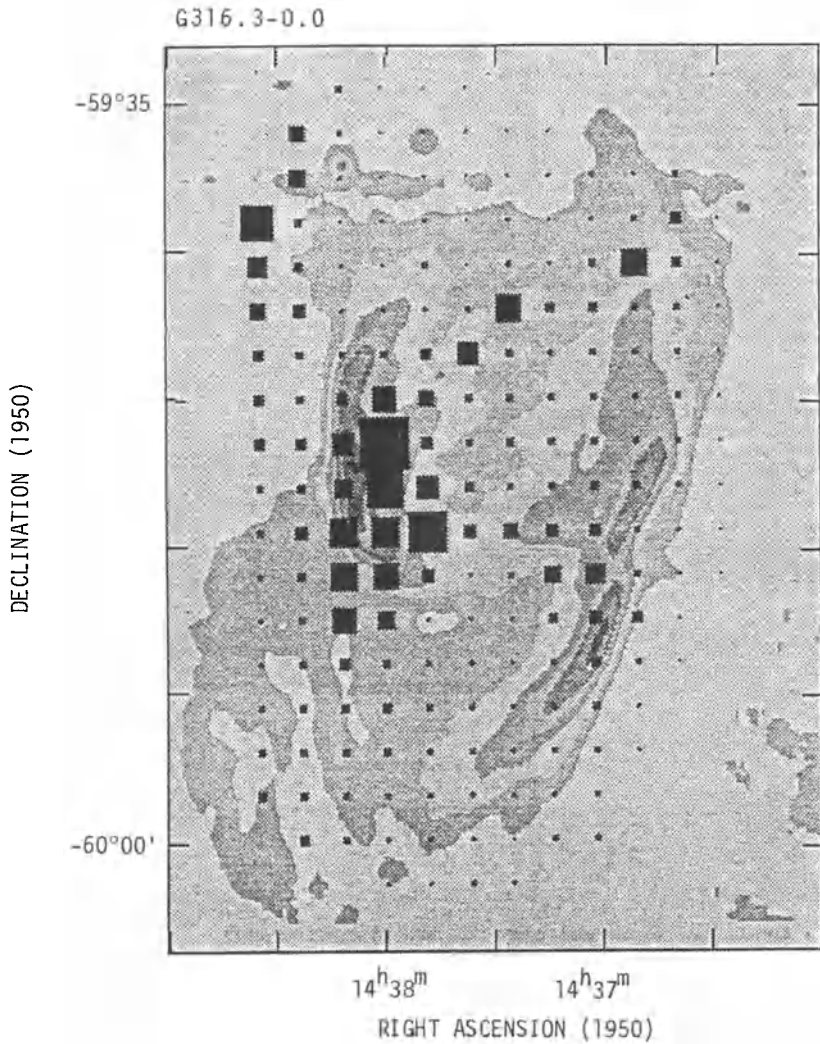 G316.3-0.0
-59°35
DECLINATION (1950)
-60°00'
14ʰ38ᵐ 14ʰ37ᵐ
RIGHT ASCENSION (1950)